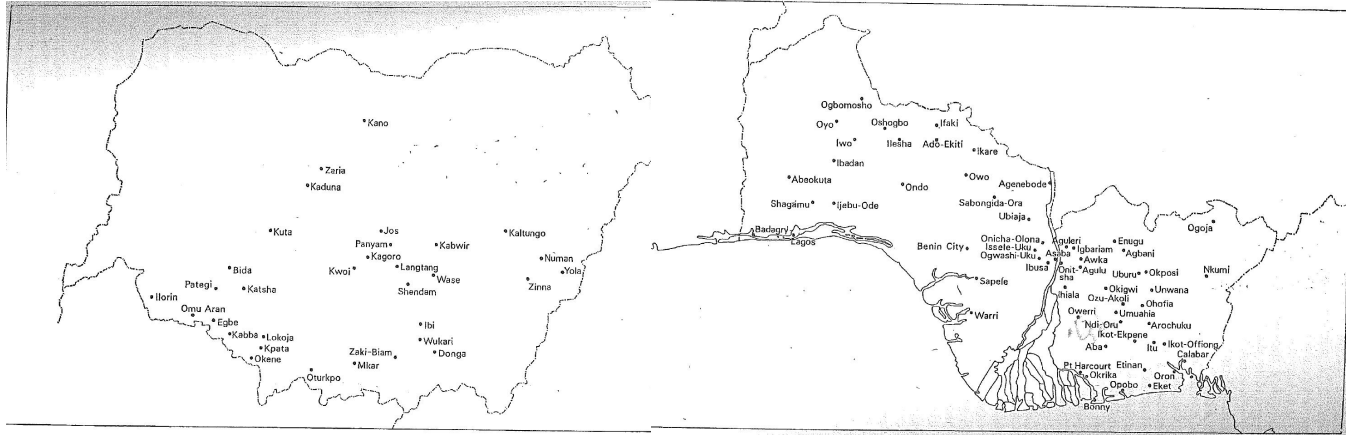 Kano
Zaria
Kaduna
Kuta
Jos
Kaltungo
Panyam
Kabwir
Kagoro
Numan
Bida
Kwoi
Langtang
Yola
Wase
Pategi
Katsha
Shendam
Zinna
Ilorin
Omu Aran
Egbe
Ibi
Kabba
Lokoja
Wukari
Kpata
Zaki-Biam
Donga
Okene
Mkar
Oturkpo
Ogbomosho
Oyo
Oshogbo
Ifaki
Iwo
Ilesha
Ado-Ekiti
Ikare
Ibadan
Abaokuta
Ondo
Owo
Agenebode
Shagamu
Ijebu-Ode
Sabongida-Ora
Ubiaja
Ogoja
Badagry
Lagos
Benin City
Onicha-Olona
Aguleri
Enugu
Issele-Uku
Igbariam
Agbani
Ogwashi-Uku
Asaba
Awka
Ibusa
Onit-
sha
Agulu
Uburu
Okposi
Nkumi
Sapele
Ihiala
Okigwi
Unwana
Ozu-Akoli
Ohofia
Warri
Owerri
Umuahia
Ndi-Oru
Arochuku
Ikot-Ekpene
Aba
Itu
Ikot-Offiong
Calabar
Pt Harcourt
Etinan
Okrika
Oron
Opobo
Eket
Bonny